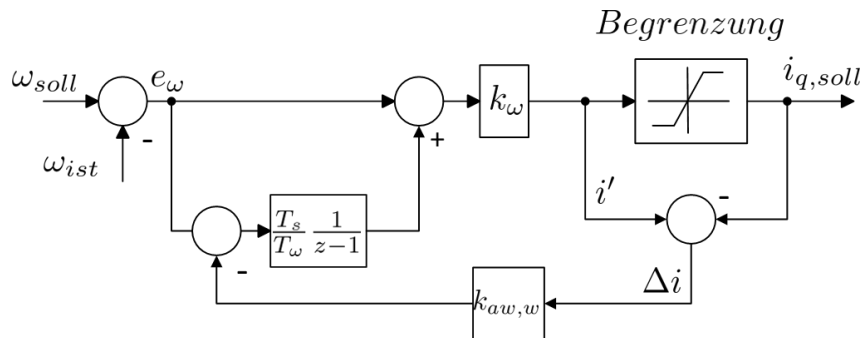 Begrenzung
ω_soll
e_ω
k_ω
i_q,soll
-
+
ω_ist
i'
-
T_s/T_ω 1/(z−1)
-
Δi
k_aw,w